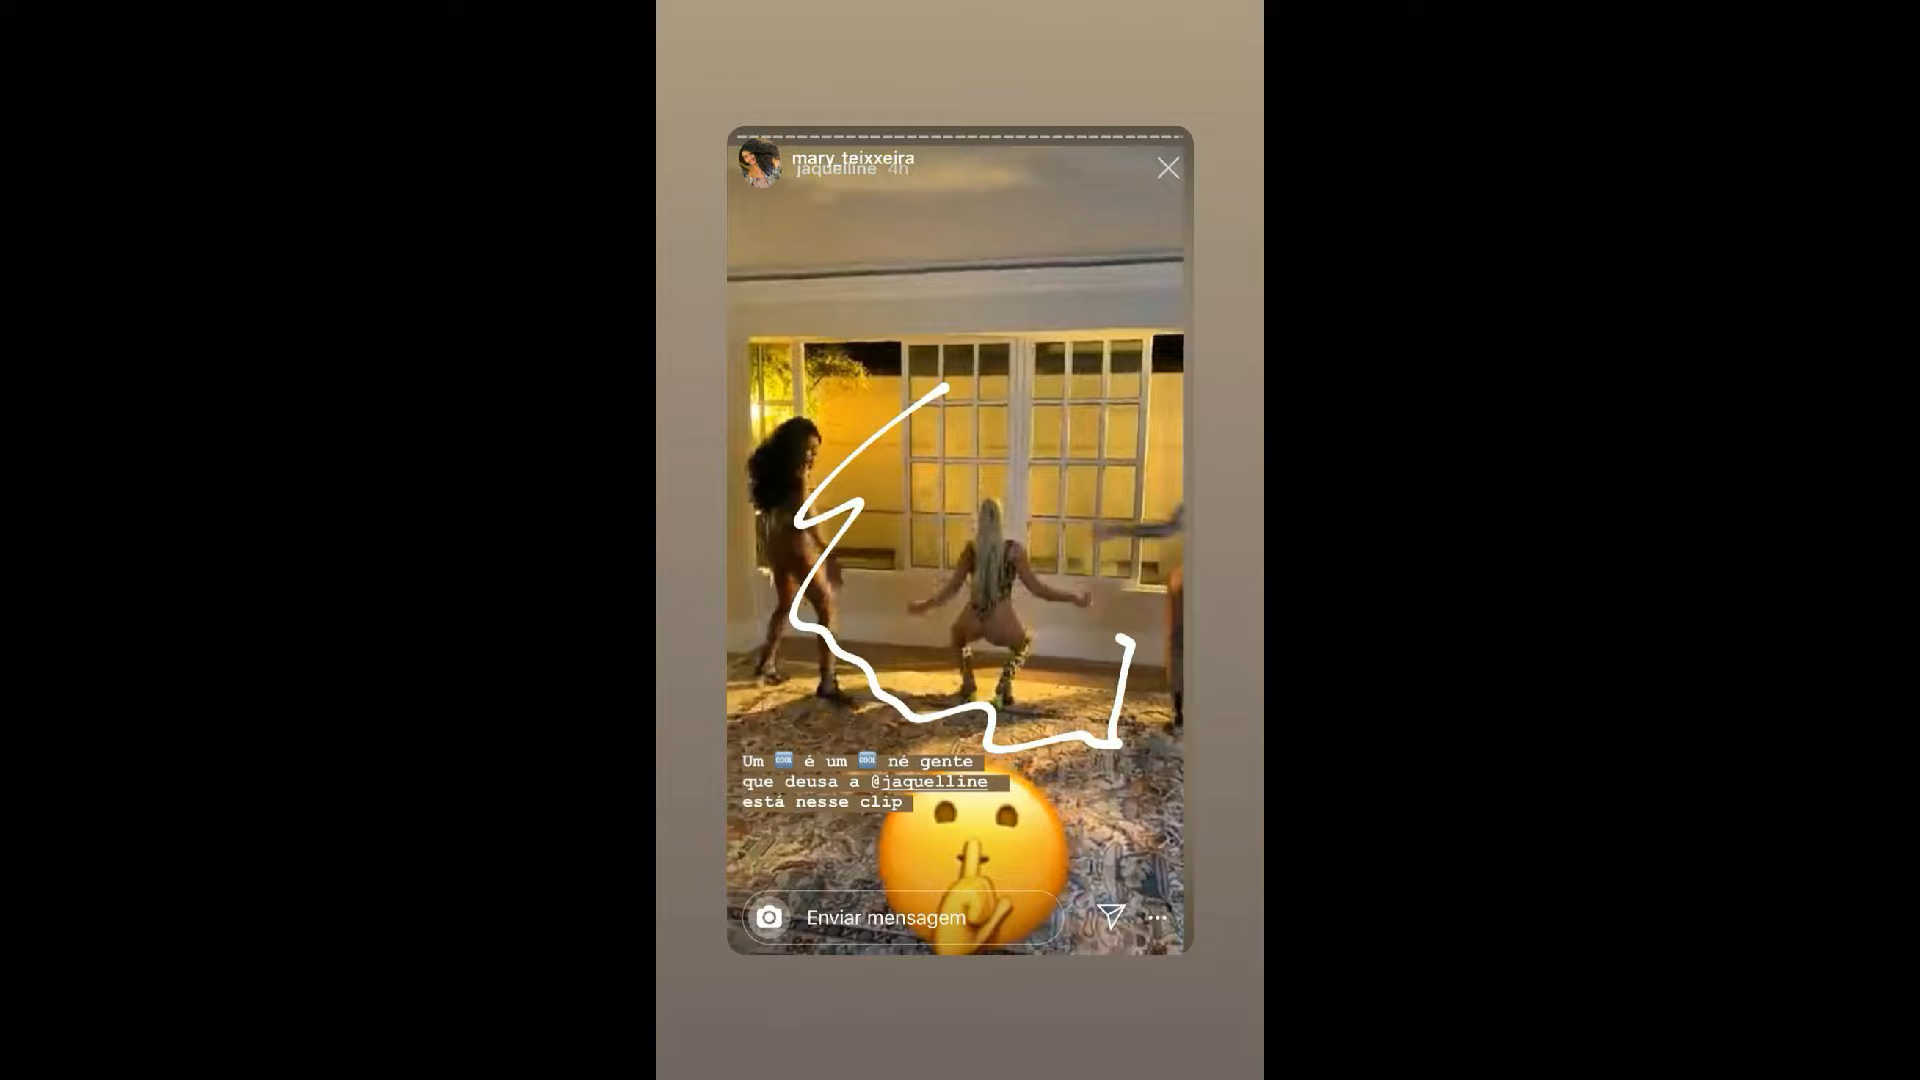 mary_teixxeira
jaquelline 4h
Um 🆒 é um 🆒 né gente
que deusa a @jaquelline
está nesse clip
Enviar mensagem